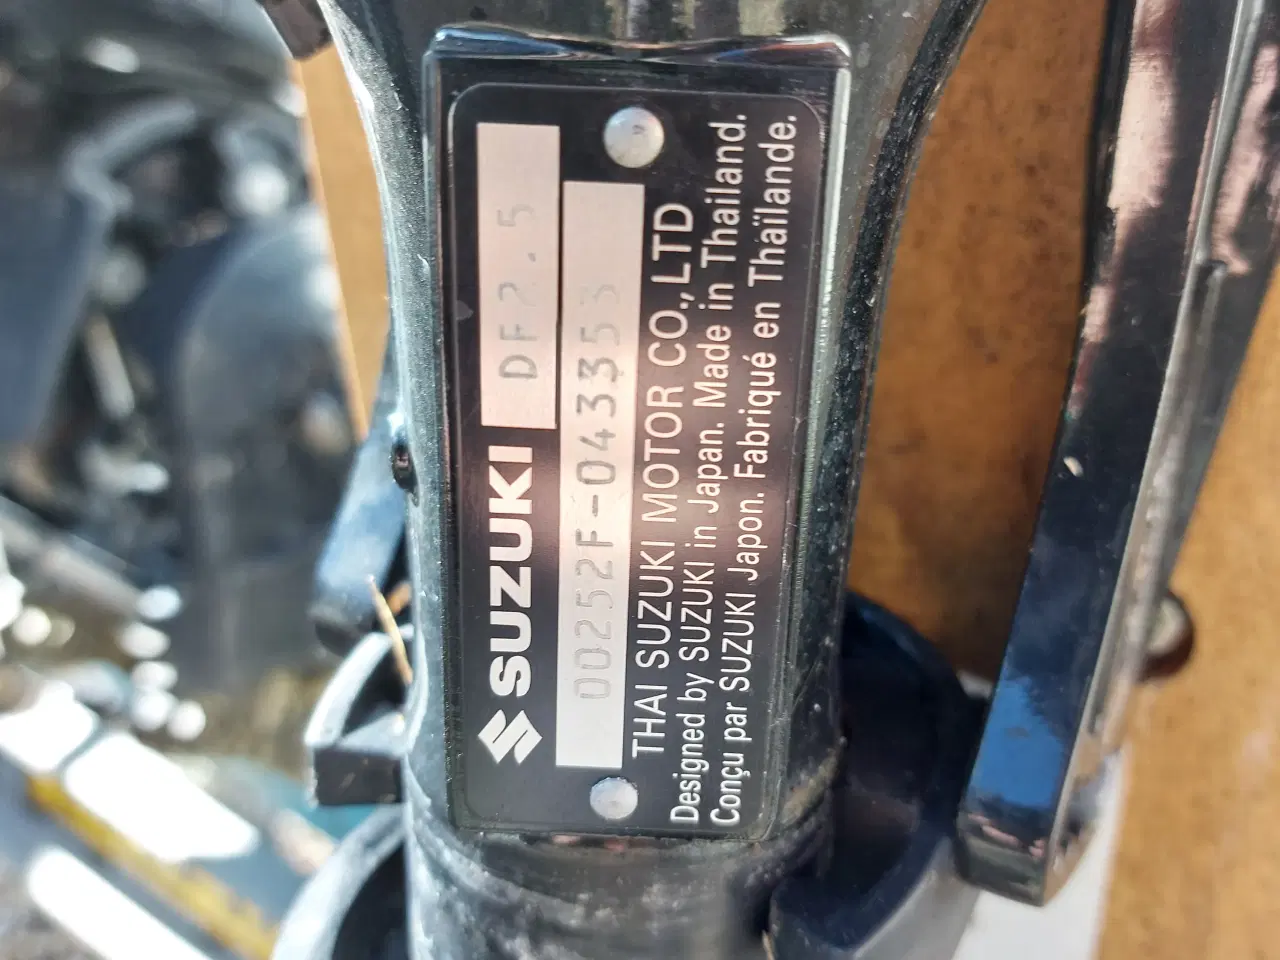 SUZUKI DF2.5
00252F-043353
THAI SUZUKI MOTOR CO.,LTD
Designed by SUZUKI in Japan. Made in Thailand.
Conçu par SUZUKI Japon. Fabriqué en Thaïlande.